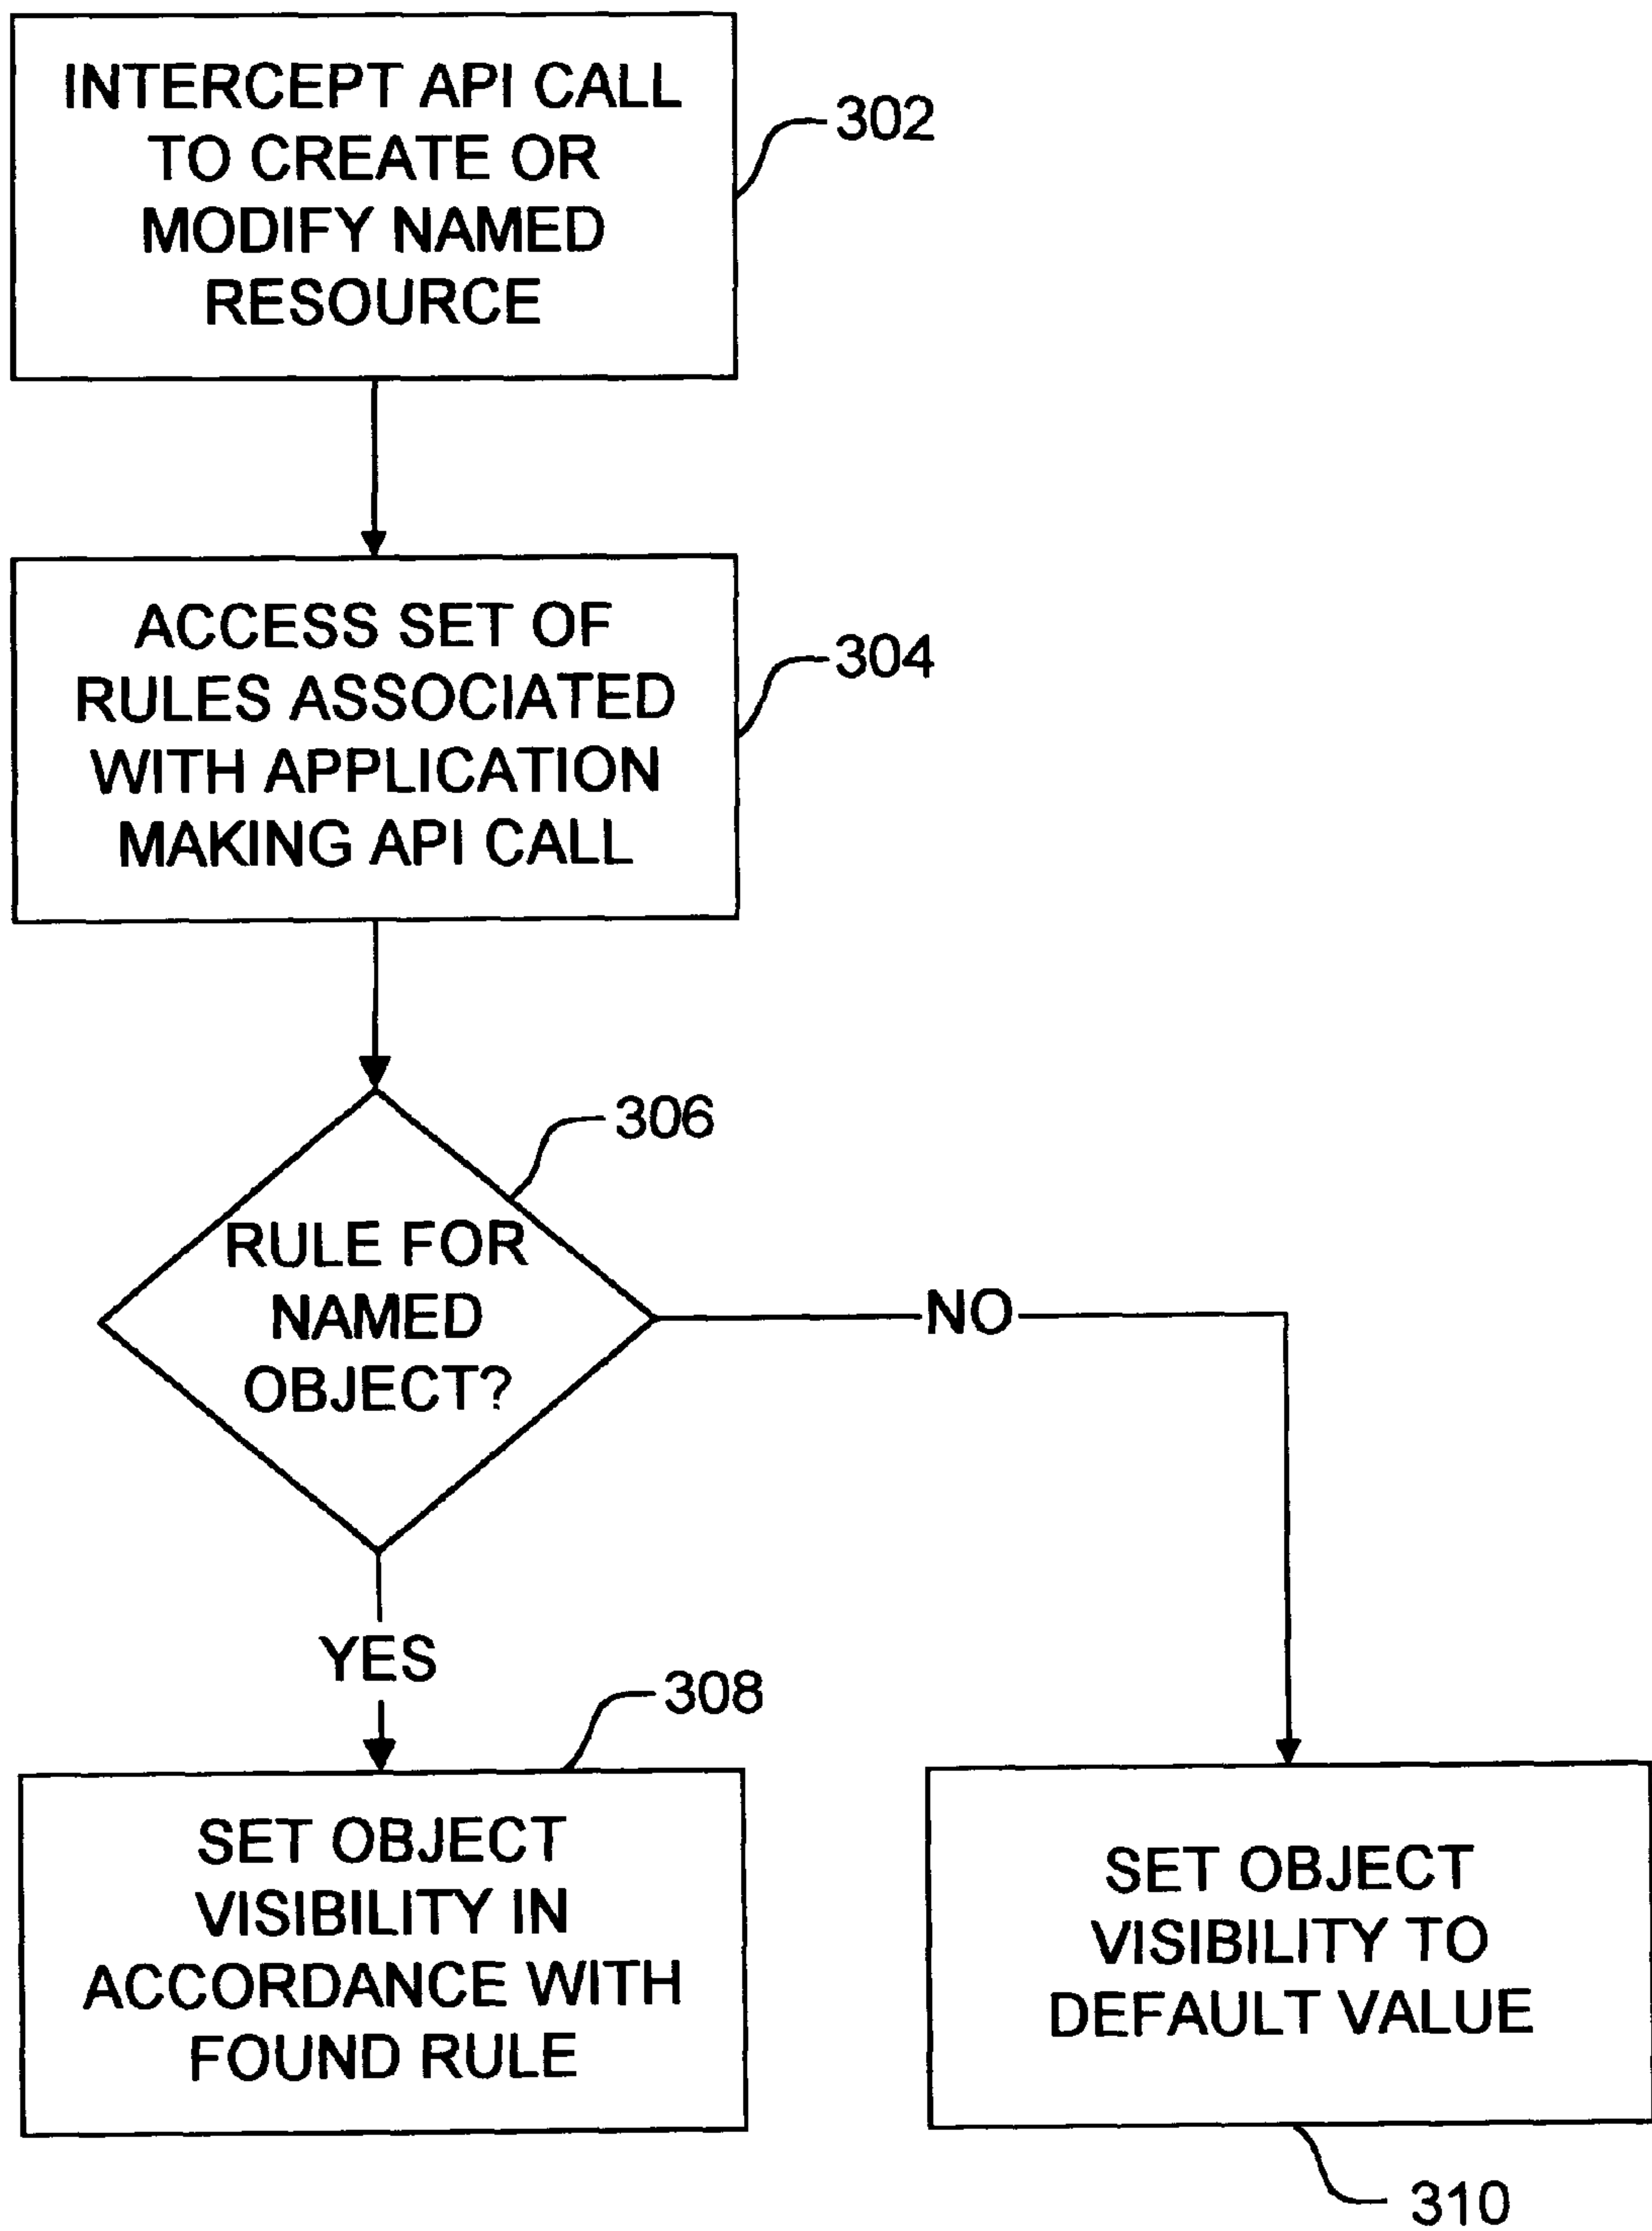 INTERCEPT API CALL
TO CREATE OR
MODIFY NAMED
RESOURCE
302
ACCESS SET OF
RULES ASSOCIATED
WITH APPLICATION
MAKING API CALL
304
306
RULE FOR
NAMED
OBJECT?
NO
YES
308
SET OBJECT
VISIBILITY IN
ACCORDANCE WITH
FOUND RULE
SET OBJECT
VISIBILITY TO
DEFAULT VALUE
310